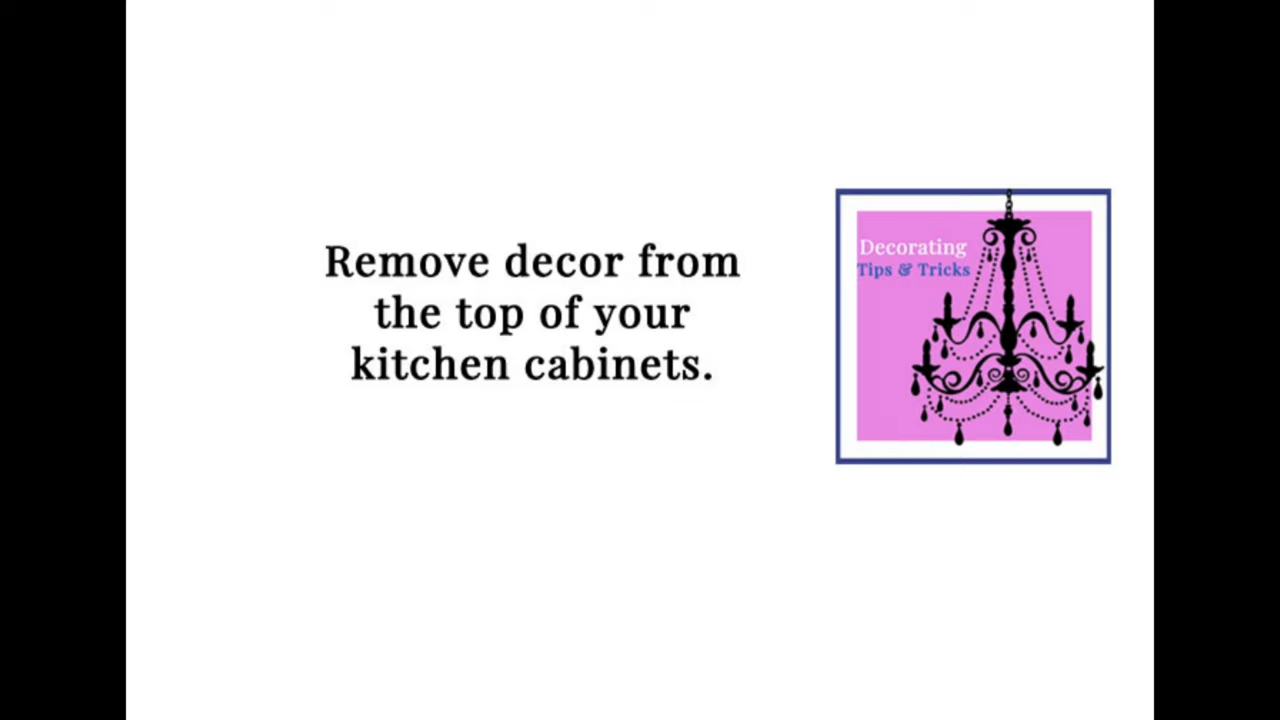 Remove decor from
the top of your
kitchen cabinets.
Decorating
Tips & Tricks